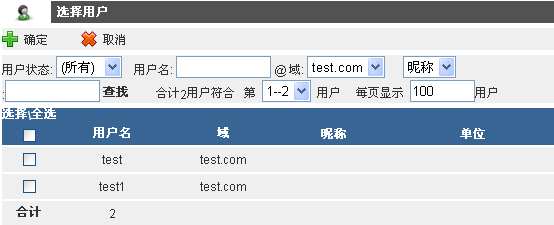 选择用户
确定 取消
用户状态: (所有) 用户名: @域: test.com 昵称
: 查找 合计2用户符合 第 1--2 用户 每页显示 100 用户
选择\全选
用户名 域 昵称 单位
test test.com
test1 test.com
合计 2